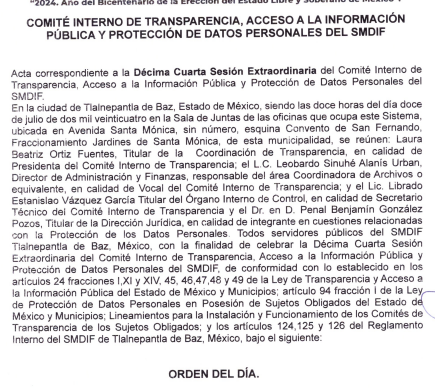 "2024. Año del Bicentenario de la Erección del Estado Libre y Soberano de México".
COMITÉ INTERNO DE TRANSPARENCIA, ACCESO A LA INFORMACIÓN
PÚBLICA Y PROTECCIÓN DE DATOS PERSONALES DEL SMDIF
Acta correspondiente a la Décima Cuarta Sesión Extraordinaria del Comité Interno de
Transparencia, Acceso a la Información Pública y Protección de Datos Personales del
SMDIF.
En la ciudad de Tlalnepantla de Baz, Estado de México, siendo las doce horas del día doce
de julio de dos mil veinticuatro en la Sala de Juntas de las oficinas que ocupa este Sistema,
ubicada en Avenida Santa Mónica, sin número, esquina Convento de San Fernando,
Fraccionamiento Jardines de Santa Mónica, de esta municipalidad, se reúnen: Laura
Beatriz Ortiz Fuentes, Titular de la Coordinación de Transparencia, en calidad de
Presidenta del Comité Interno de Transparencia; el L.C. Leobardo Sinuhé Alanís Urban,
Director de Administración y Finanzas, responsable del área Coordinadora de Archivos o
equivalente, en calidad de Vocal del Comité Interno de Transparencia; y el Lic. Librado
Estanislao Vázquez García Titular del Órgano Interno de Control, en calidad de Secretario
Técnico del Comité Interno de Transparencia y el Dr. en D. Penal Benjamín González
Pozos, Titular de la Dirección Jurídica, en calidad de integrante en cuestiones relacionadas
con la Protección de los Datos Personales. Todos servidores públicos del SMDIF
Tlalnepantla de Baz, México, con la finalidad de celebrar la Décima Cuarta Sesión
Extraordinaria del Comité Interno de Transparencia, Acceso a la Información Pública y
Protección de Datos Personales del SMDIF, de conformidad con lo establecido en los
artículos 24 fracciones I,XI y XIV, 45, 46,47,48 y 49 de la Ley de Transparencia y Acceso a
la Información Pública del Estado de México y Municipios; artículo 94 fracción I de la Ley
de Protección de Datos Personales en Posesión de Sujetos Obligados del Estado de
México y Municipios; Lineamientos para la Instalación y Funcionamiento de los Comités de
Transparencia de los Sujetos Obligados; y los artículos 124,125 y 126 del Reglamento
Interno del SMDIF de Tlalnepantla de Baz, México, bajo el siguiente:
ORDEN DEL DÍA.